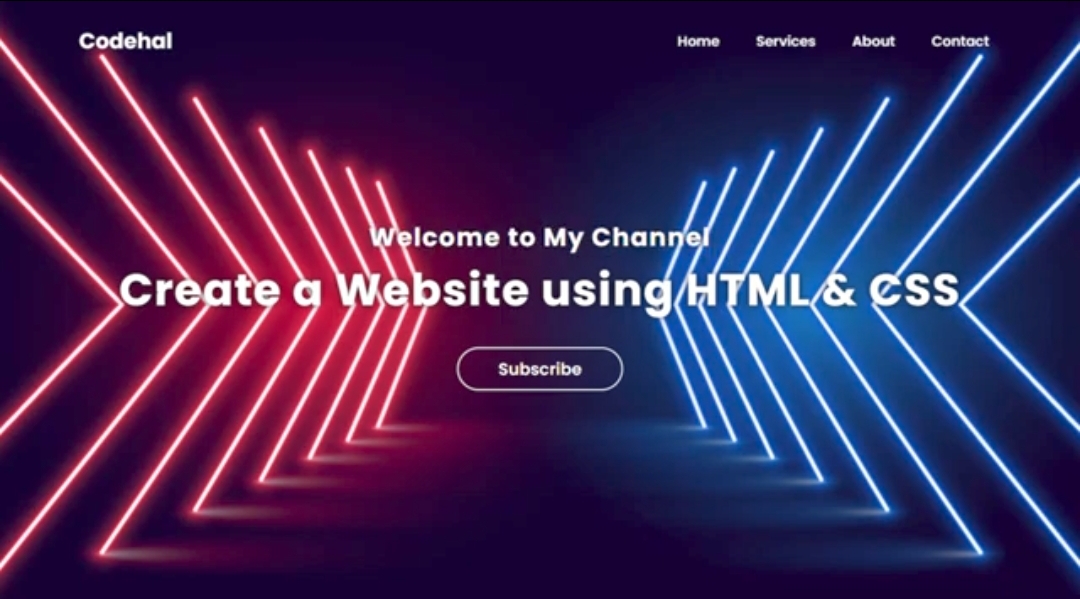 Codehal
Home Services About Contact
Welcome to My Channel
Create a Website using HTML & CSS
Subscribe